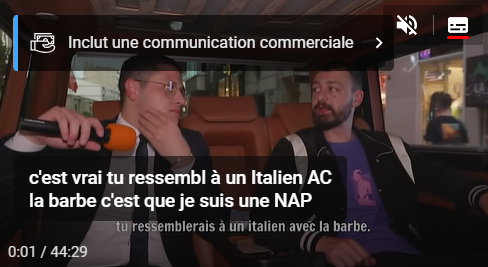 Inclut une communication commerciale
c'est vrai tu ressembl à un Italien AC
la barbe c'est que je suis une NAP
tu ressemblerais à un italien avec la barbe.
0:01 / 44:29